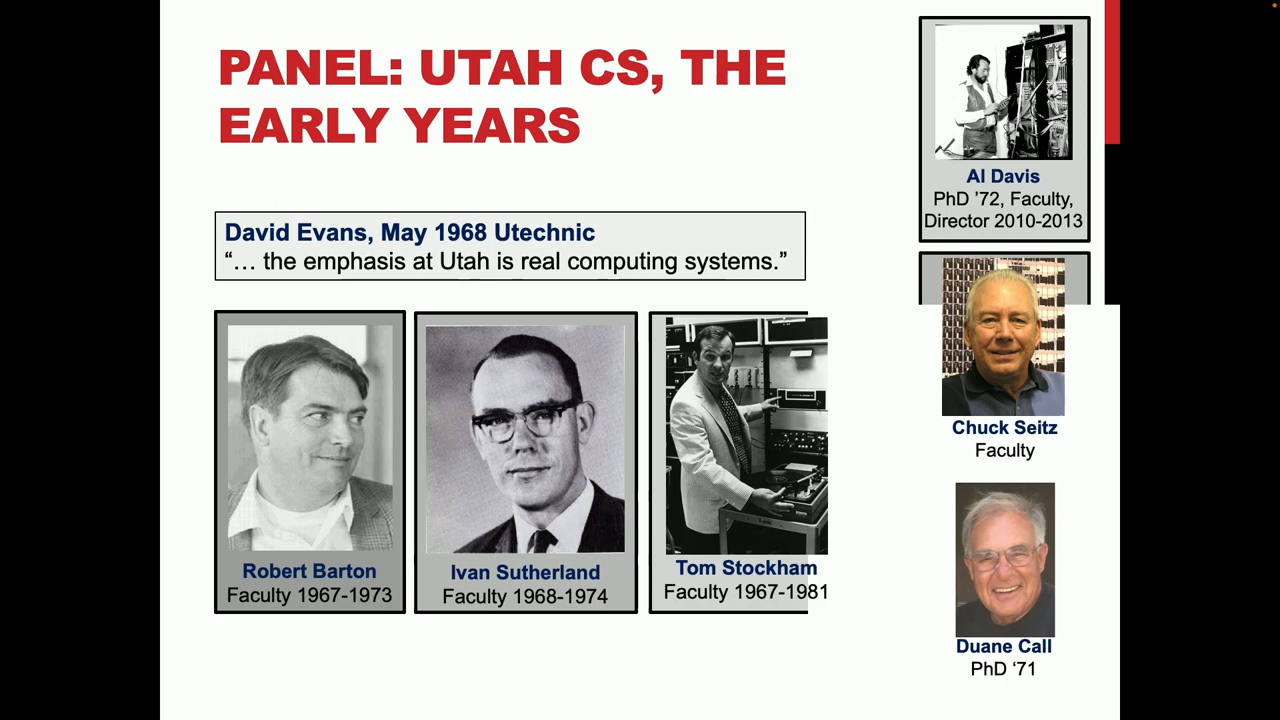 PANEL: UTAH CS, THE
EARLY YEARS
David Evans, May 1968 Utechnic
“… the emphasis at Utah is real computing systems.”
Robert Barton
Faculty 1967-1973
Ivan Sutherland
Faculty 1968-1974
Tom Stockham
Faculty 1967-1981
Al Davis
PhD ’72, Faculty,
Director 2010-2013
Chuck Seitz
Faculty
Duane Call
PhD ‘71